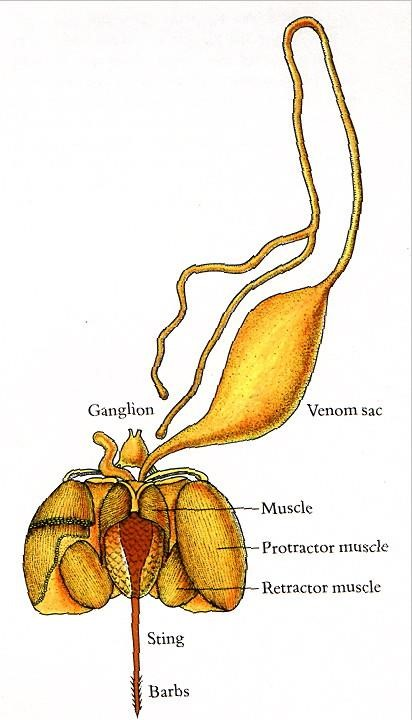 Ganglion
Venom sac
Muscle
Protractor muscle
Retractor muscle
Sting
Barbs